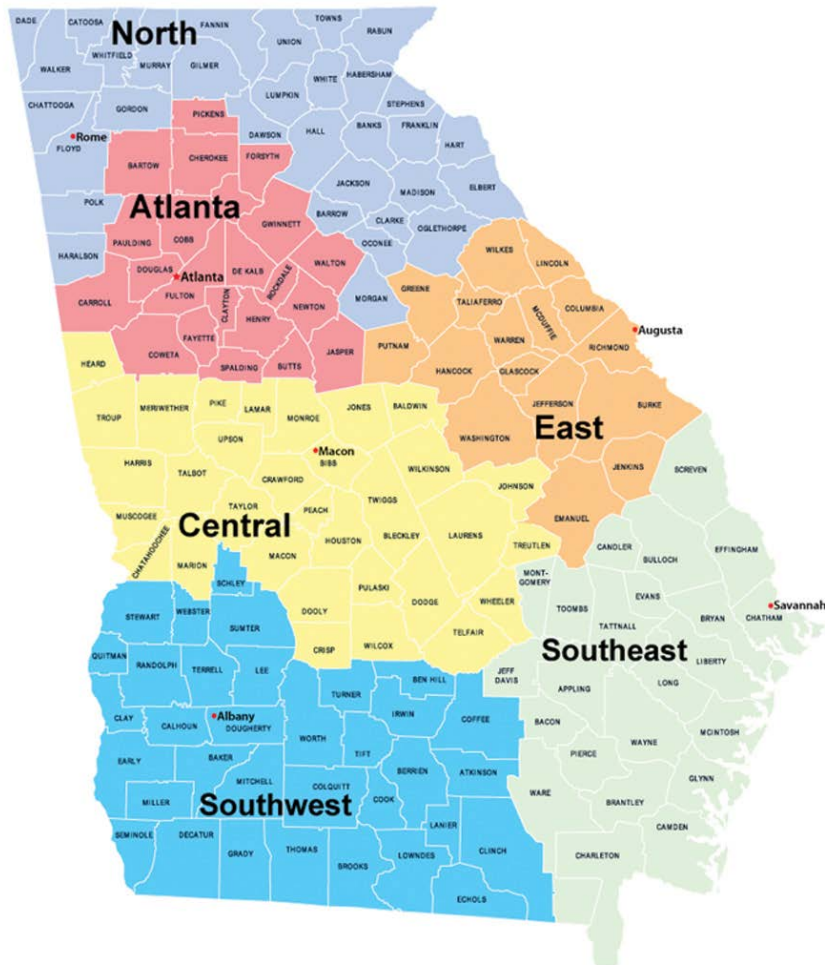 North
DADE
CATOOSA
WHITFIELD
MURRAY
FANNIN
GILMER
UNION
TOWNS
RABUN
WALKER
LUMPKIN
WHITE
HABERSHAM
STEPHENS
CHATTOOGA
GORDON
PICKENS
DAWSON
HALL
BANKS
FRANKLIN
HART
Rome
FLOYD
BARTOW
CHEROKEE
FORSYTH
JACKSON
MADISON
ELBERT
POLK
Atlanta
GWINNETT
BARROW
CLARKE
OGLETHORPE
OCONEE
HARALSON
PAULDING
COBB
DOUGLAS
Atlanta
DE KALB
ROCKDALE
WALTON
MORGAN
CARROLL
FULTON
CLAYTON
HENRY
NEWTON
FAYETTE
COWETA
SPALDING
BUTTS
JASPER
GREENE
WILKES
LINCOLN
TALIAFERRO
COLUMBIA
MCDUFFIE
Augusta
PUTNAM
WARREN
RICHMOND
HANCOCK
GLASCOCK
JEFFERSON
BURKE
East
WASHINGTON
JENKINS
EMANUEL
HEARD
TROUP
MERIWETHER
PIKE
LAMAR
MONROE
JONES
BALDWIN
UPSON
Macon
BIBB
HARRIS
TALBOT
CRAWFORD
WILKINSON
TWIGGS
JOHNSON
MUSCOGEE
TAYLOR
PEACH
Central
HOUSTON
BLECKLEY
LAURENS
TREUTLEN
CHATAHOOCHEE
MARION
MACON
PULASKI
DOOLY
DODGE
WHEELER
CRISP
WILCOX
TELFAIR
SCHLEY
STEWART
WEBSTER
SUMTER
QUITMAN
RANDOLPH
TERRELL
LEE
TURNER
BEN HILL
CLAY
CALHOUN
Albany
DOUGHERTY
WORTH
IRWIN
COFFEE
TIFT
EARLY
BAKER
MITCHELL
COLQUITT
BERRIEN
ATKINSON
MILLER
Southwest
COOK
SEMINOLE
DECATUR
GRADY
THOMAS
BROOKS
LANIER
LOWNDES
CLINCH
ECHOLS
SCREVEN
CANDLER
BULLOCH
EFFINGHAM
MONT-
GOMERY
TOOMBS
EVANS
Savannah
TATTNALL
BRYAN
CHATHAM
Southeast
LIBERTY
JEFF
DAVIS
APPLING
LONG
BACON
WAYNE
MCINTOSH
PIERCE
WARE
GLYNN
BRANTLEY
CAMDEN
CHARLETON